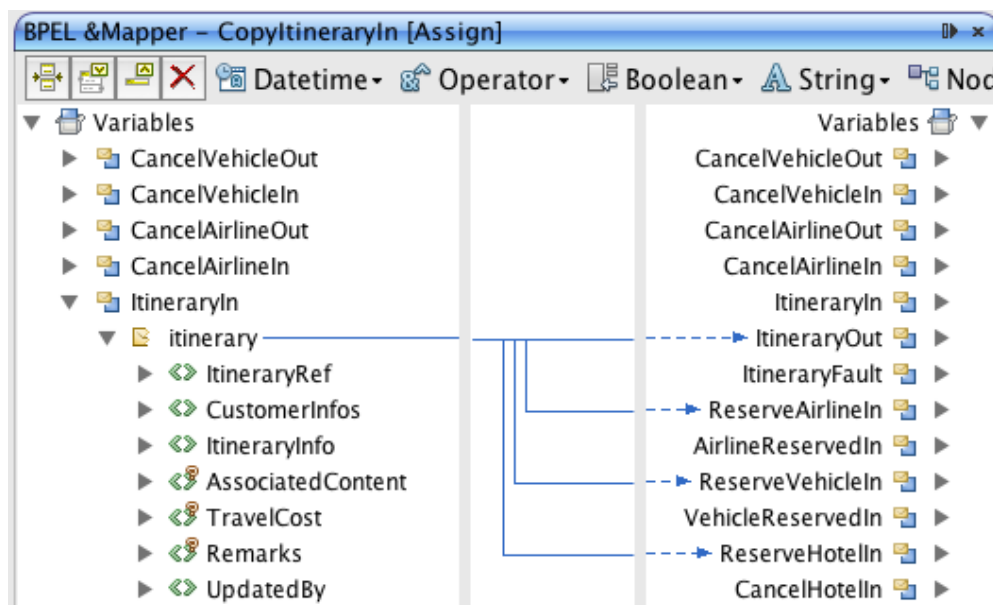 BPEL &Mapper – CopyItineraryIn [Assign]
Datetime Operator Boolean String Nod
Variables Variables
CancelVehicleOut CancelVehicleOut
CancelVehicleIn CancelVehicleIn
CancelAirlineOut CancelAirlineOut
CancelAirlineIn CancelAirlineIn
ItineraryIn ItineraryIn
itinerary ItineraryOut
ItineraryRef ItineraryFault
CustomerInfos ReserveAirlineIn
ItineraryInfo AirlineReservedIn
AssociatedContent ReserveVehicleIn
TravelCost VehicleReservedIn
Remarks ReserveHotelIn
UpdatedBy CancelHotelIn